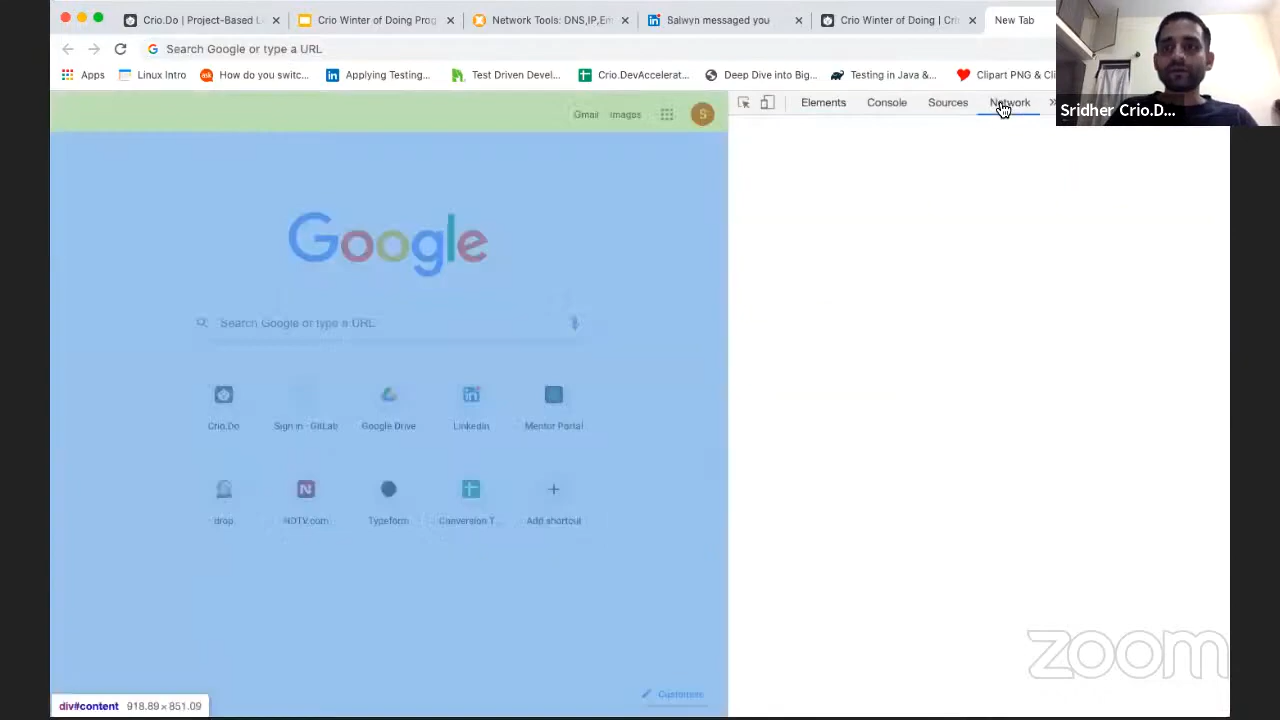 Crio.Do | Project-Based L
Crio Winter of Doing Prog
Network Tools: DNS,IP,Em
Salwyn messaged you
Crio Winter of Doing | Cri
New Tab
Search Google or type a URL
Apps
Linux Intro
How do you switc...
Applying Testing...
Test Driven Devel...
Crio.DevAccelerat...
Deep Dive into Big...
Testing in Java &...
Clipart PNG & Cli
Gmail
Images
S
Elements
Console
Sources
Network
Sridher Crio.D...
Google
Search Google or type a URL
Crio.Do
Sign in · GitLab
Google Drive
LinkedIn
Mentor Portal
drop
NDTV.com
Typeform
Conversion T...
Add shortcut
Customize
div#content 918.89 × 851.09
zoom